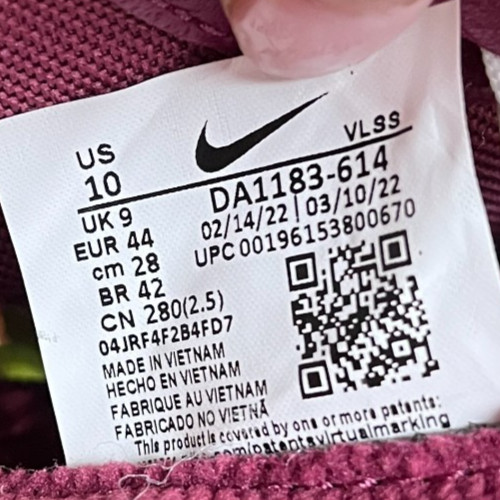 VLSS
US
10
DA1183-614
UK 9
02/14/22 | 03/10/22
EUR 44
UPC 00196153800670
cm 28
BR 42
CN 280(2.5)
04JRF4F2B4FD7
MADE IN VIETNAM
HECHO EN VIETNAM
FABRIQUE AU VIETNAM
FABRICADO NO VIETNÃ
This product is covered by one or more patents:
.com/patentsvirtualmarking